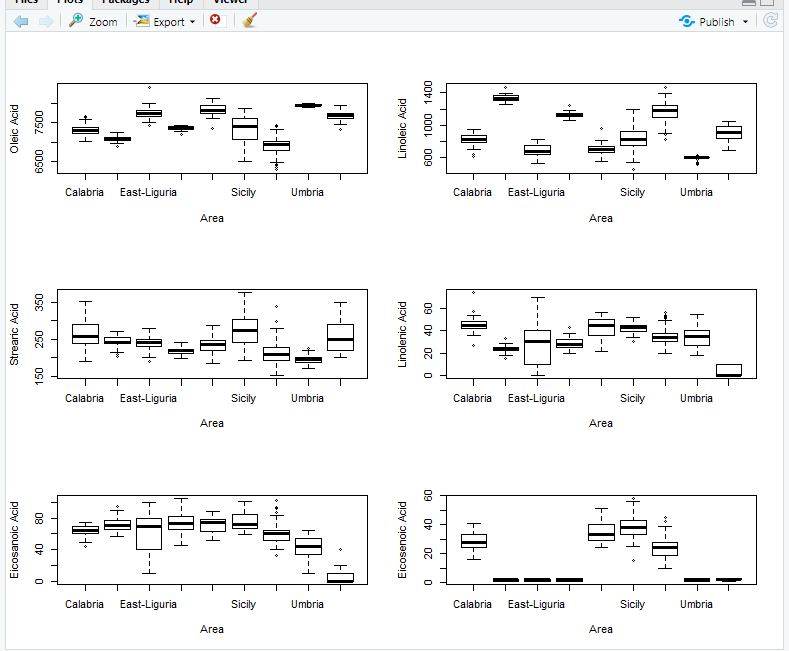 Files Plots Packages Help Viewer
Zoom Export Publish
Oleic Acid
7500
6500
Calabria East-Liguria Sicily Umbria
Area
Linoleic Acid
1400
1000
600
Calabria East-Liguria Sicily Umbria
Area
Strearic Acid
350
250
150
Calabria East-Liguria Sicily Umbria
Area
Linolenic Acid
60
40
20
0
Calabria East-Liguria Sicily Umbria
Area
Eicosanoic Acid
80
40
0
Calabria East-Liguria Sicily Umbria
Area
Eicosenoic Acid
60
40
20
0
Calabria East-Liguria Sicily Umbria
Area